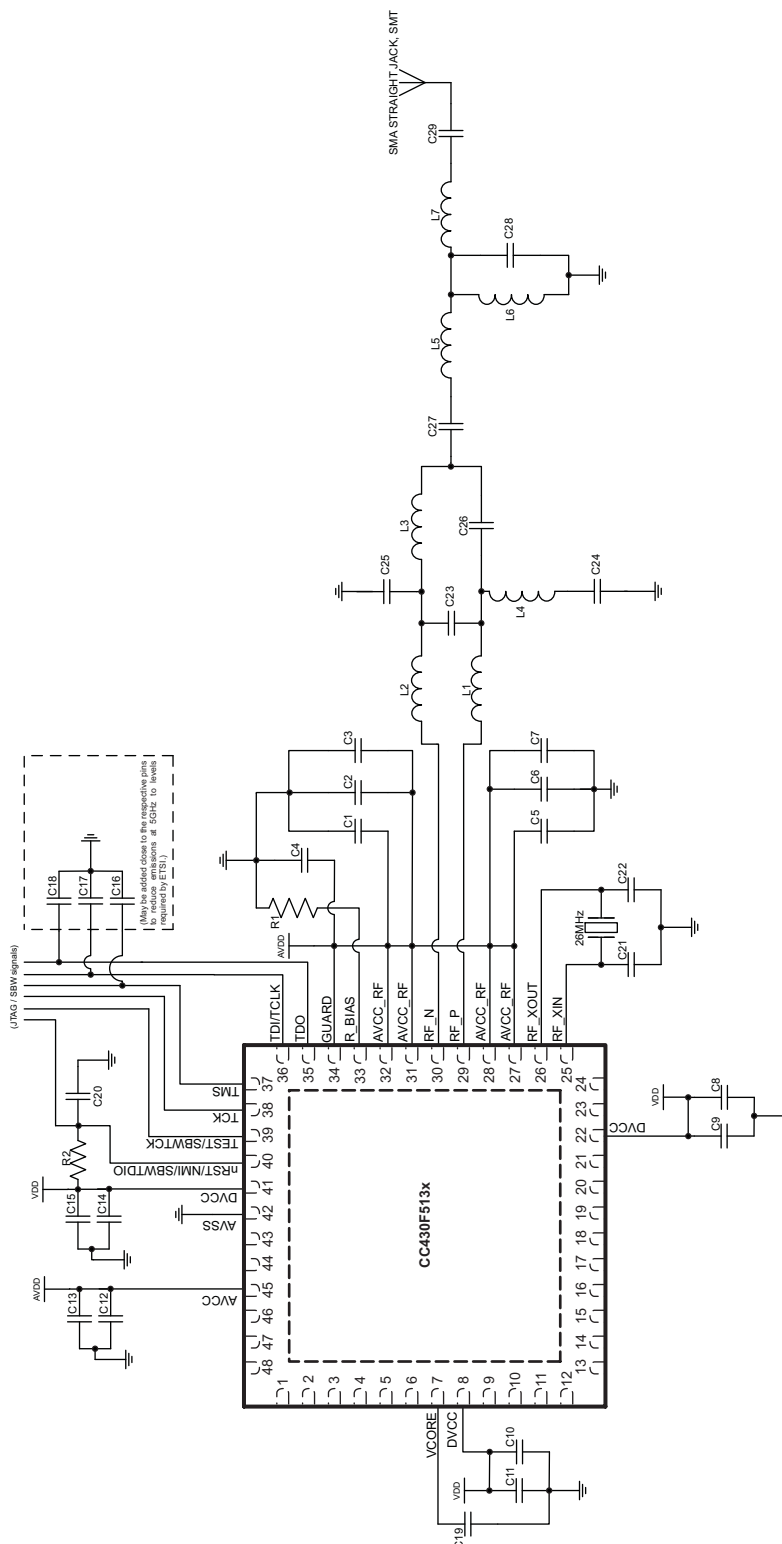 SMA STRAIGHT JACK, SMT
C29
L7
C28
L6
L5
C27
L3
C26
C25
C23
L4
C24
L2
L1
(May be added close to the respective pins
to reduce emissions at 5GHz to levels
required by ETSI.)
C18
C17
C16
C3
C2
C1
C4
R1
AVDD
C7
C6
C5
C22
26MHz
C21
(JTAG / SBW signals)
TDI/TCLK
TDO
GUARD
R_BIAS
AVCC_RF
AVCC_RF
RF_N
RF_P
AVCC_RF
AVCC_RF
RF_XOUT
RF_XIN
36
35
34
33
32
31
30
29
28
27
26
25
C20
R2
VDD
C15
C14
AVDD
C13
C12
TMS
TCK
TEST/SBWTCK
nRST/NMI/SBWTDIO
DVCC
AVSS
AVCC
37
38
39
40
41
42
43
44
45
46
47
48
CC430F513x
24
23
22
21
20
19
18
17
16
15
14
13
DVCC
VDD
C8
C9
1
2
3
4
5
6
7
8
9
10
11
12
VCORE
DVCC
VDD
C10
C11
C19